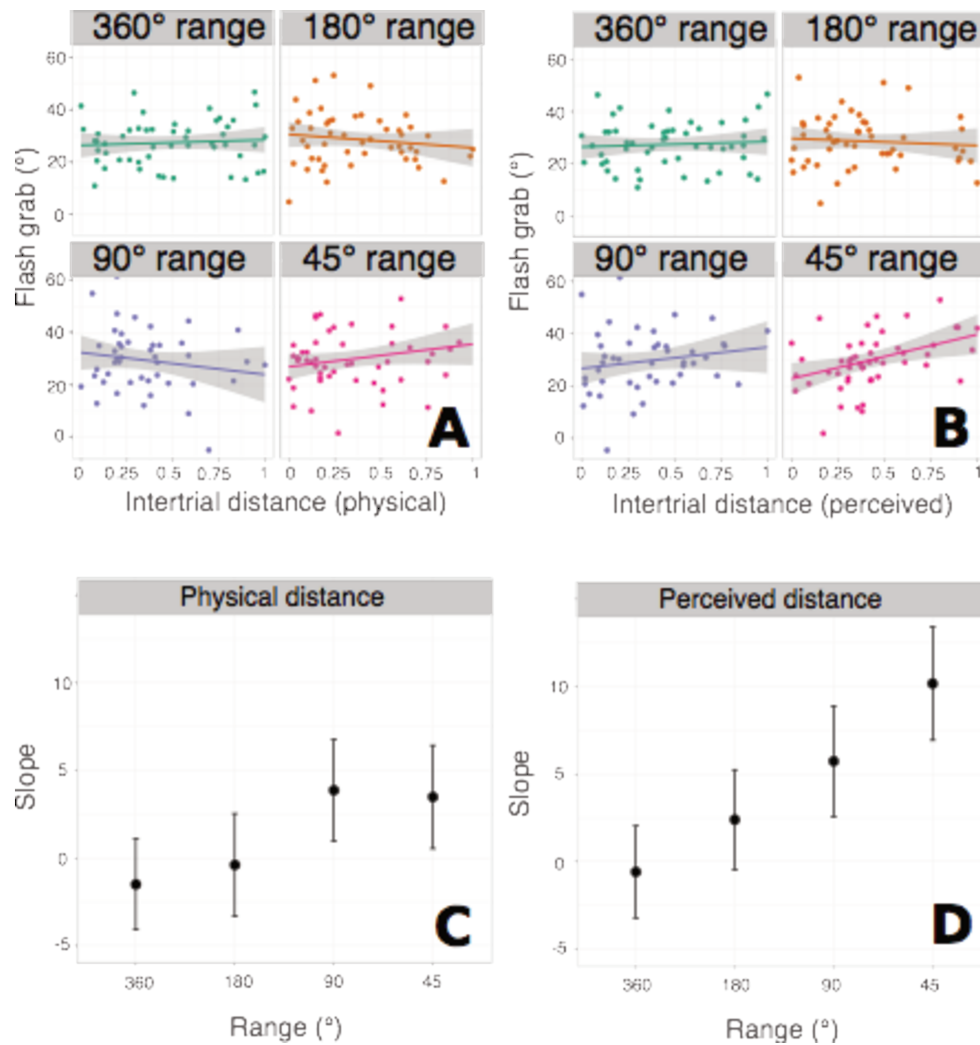 360° range 180° range
60
40
20
0
Flash grab (°)
90° range 45° range
60
40
20
0
0 0.25 0.5 0.75 1 0 0.25 0.5 0.75 1
Intertrial distance (physical)
A
360° range 180° range
60
40
20
0
Flash grab (°)
90° range 45° range
60
40
20
0
0 0.25 0.5 0.75 1 0 0.25 0.5 0.75 1
Intertrial distance (perceived)
B
Physical distance
10
5
0
-5
Slope
360 180 90 45
Range (°)
C
Perceived distance
10
5
0
-5
Slope
360 180 90 45
Range (°)
D